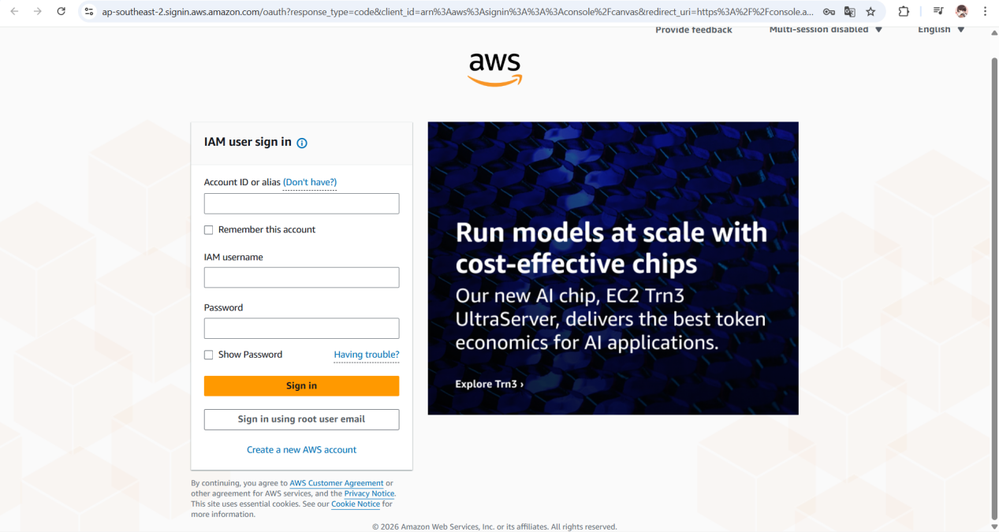 ap-southeast-2.signin.aws.amazon.com/oauth?response_type=code&client_id=arn%3Aaws%3Asignin%3A%3A%3Aconsole%2Fcanvas&redirect_uri=https%3A%2F%2Fconsole.a...
Provide feedback Multi-session disabled English
aws
IAM user sign in
Account ID or alias (Don't have?)
Remember this account
IAM username
Password
Show Password Having trouble?
Sign in
Sign in using root user email
Create a new AWS account
By continuing, you agree to AWS Customer Agreement or
other agreement for AWS services, and the Privacy Notice.
This site uses essential cookies. See our Cookie Notice for
more information.
Run models at scale with
cost-effective chips
Our new AI chip, EC2 Trn3
UltraServer, delivers the best token
economics for AI applications.
Explore Trn3 ›
© 2026 Amazon Web Services, Inc. or its affiliates. All rights reserved.